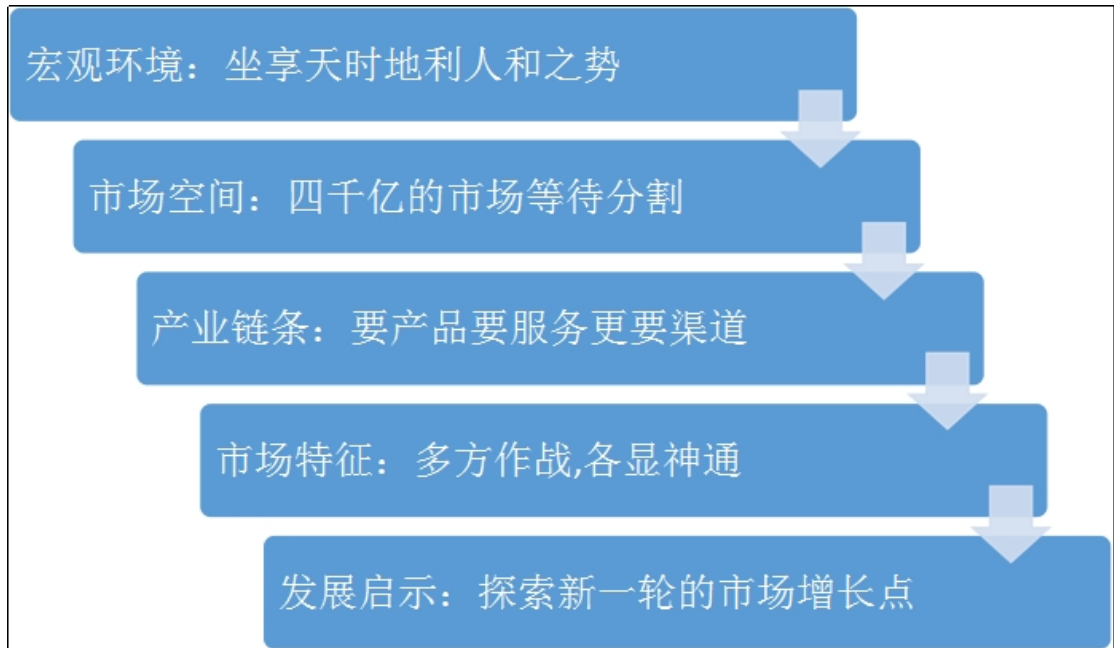 宏观环境：坐享天时地利人和之势
市场空间：四千亿的市场等待分割
产业链条：要产品要服务更要渠道
市场特征：多方作战,各显神通
发展启示：探索新一轮的市场增长点